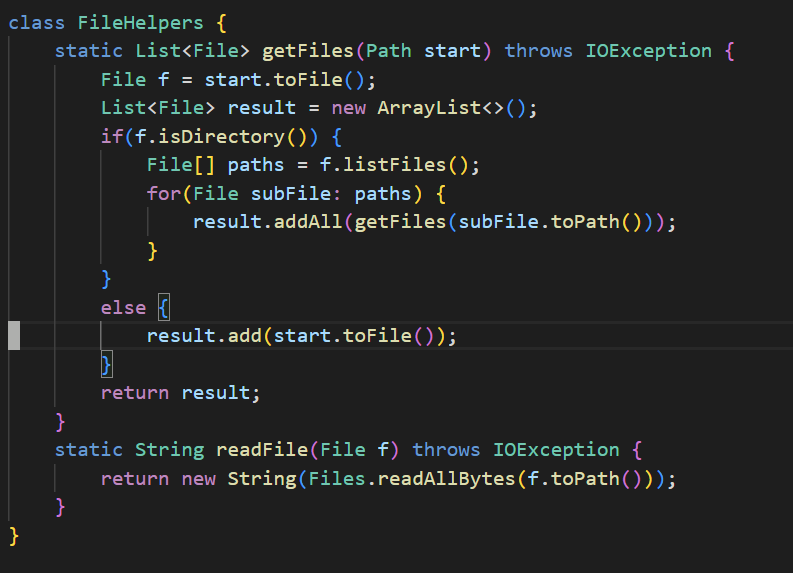 class FileHelpers {
    static List<File> getFiles(Path start) throws IOException {
        File f = start.toFile();
        List<File> result = new ArrayList<>();
        if(f.isDirectory()) {
            File[] paths = f.listFiles();
            for(File subFile: paths) {
                result.addAll(getFiles(subFile.toPath()));
            }
        }
        else {
            result.add(start.toFile());
        }
        return result;
    }
    static String readFile(File f) throws IOException {
        return new String(Files.readAllBytes(f.toPath()));
    }
}